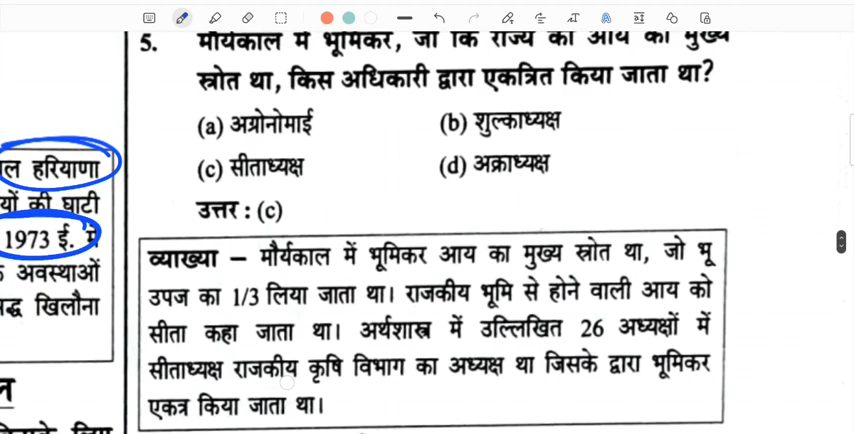 5. मौर्यकाल में भूमिकर, जो कि राज्य की आय का मुख्य
स्त्रोत था, किस अधिकारी द्वारा एकत्रित किया जाता था?
(a) अग्रोनोमाई (b) शुल्काध्यक्ष
(c) सीताध्यक्ष (d) अक्राध्यक्ष
उत्तर : (c)
व्याख्या – मौर्यकाल में भूमिकर आय का मुख्य स्रोत था, जो भू
उपज का 1/3 लिया जाता था। राजकीय भूमि से होने वाली आय को
सीता कहा जाता था। अर्थशास्त्र में उल्लिखित 26 अध्यक्षों में
सीताध्यक्ष राजकीय कृषि विभाग का अध्यक्ष था जिसके द्वारा भूमिकर
एकत्र किया जाता था।
हरियाणा
यों की घाटी
1973 ई. में
अवस्थाओं
खिलौना